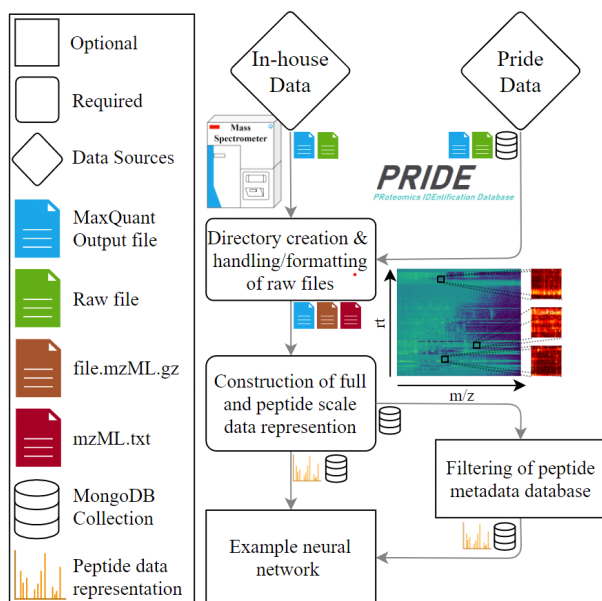 Optional
Required
Data Sources
MaxQuant
Output file
Raw file
file.mzML.gz
mzML.txt
MongoDB
Collection
Peptide data
representation
In-house
Data
Pride
Data
Mass
Spectrometer
PRIDE
PRoteomics IDEntification Database
Directory creation &
handling/formatting
of raw files
rt
m/z
Construction of full
and peptide scale
data represention
Filtering of peptide
metadata database
Example neural
network